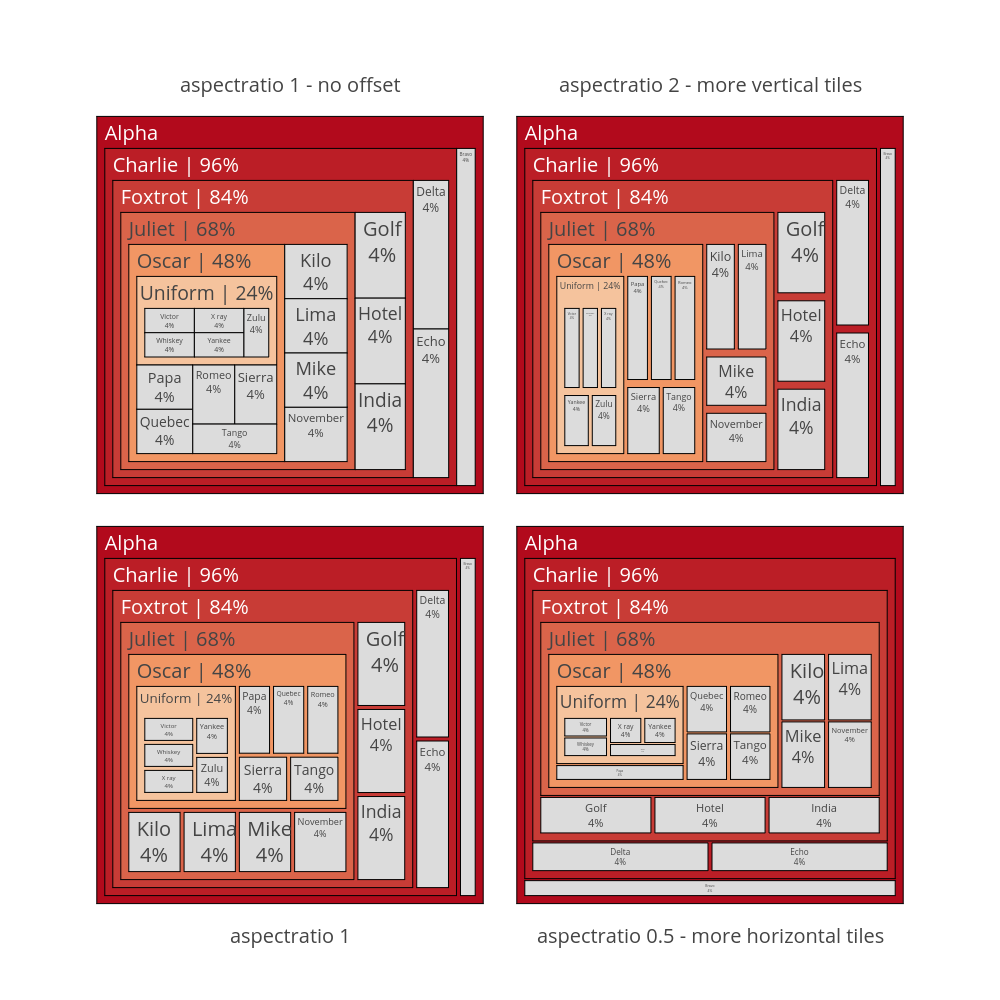 aspectratio 1 - no offset
Alpha
Charlie | 96%
Bravo
4%
Foxtrot | 84%
Delta
4%
Juliet | 68%
Golf
4%
Oscar | 48%
Kilo
4%
Uniform | 24%
Victor
4%
X ray
4%
Zulu
4%
Whiskey
4%
Yankee
4%
Lima
4%
Hotel
4%
Echo
4%
Mike
4%
Papa
4%
Romeo
4%
Sierra
4%
India
4%
Quebec
4%
Tango
4%
November
4%
aspectratio 2 - more vertical tiles
Alpha
Charlie | 96%
Foxtrot | 84%
Delta
4%
Juliet | 68%
Golf
4%
Oscar | 48%
Kilo
4%
Lima
4%
Uniform | 24%
Papa
4%
Quebec
4%
Romeo
4%
X ray
4%
Hotel
4%
Echo
4%
Mike
4%
Yankee
4%
Zulu
4%
Sierra
4%
Tango
4%
India
4%
November
4%
Alpha
Charlie | 96%
Foxtrot | 84%
Delta
4%
Juliet | 68%
Golf
4%
Oscar | 48%
Uniform | 24%
Papa
4%
Quebec
4%
Romeo
4%
Victor
4%
Yankee
4%
Whiskey
4%
X ray
4%
Zulu
4%
Sierra
4%
Tango
4%
Hotel
4%
Echo
4%
Kilo
4%
Lima
4%
Mike
4%
November
4%
India
4%
aspectratio 1
Alpha
Charlie | 96%
Foxtrot | 84%
Juliet | 68%
Oscar | 48%
Kilo
4%
Lima
4%
Uniform | 24%
Quebec
4%
Romeo
4%
Victor
4%
X ray
4%
Yankee
4%
Whiskey
4%
Sierra
4%
Tango
4%
Mike
4%
November
4%
Golf
4%
Hotel
4%
India
4%
Delta
4%
Echo
4%
aspectratio 0.5 - more horizontal tiles